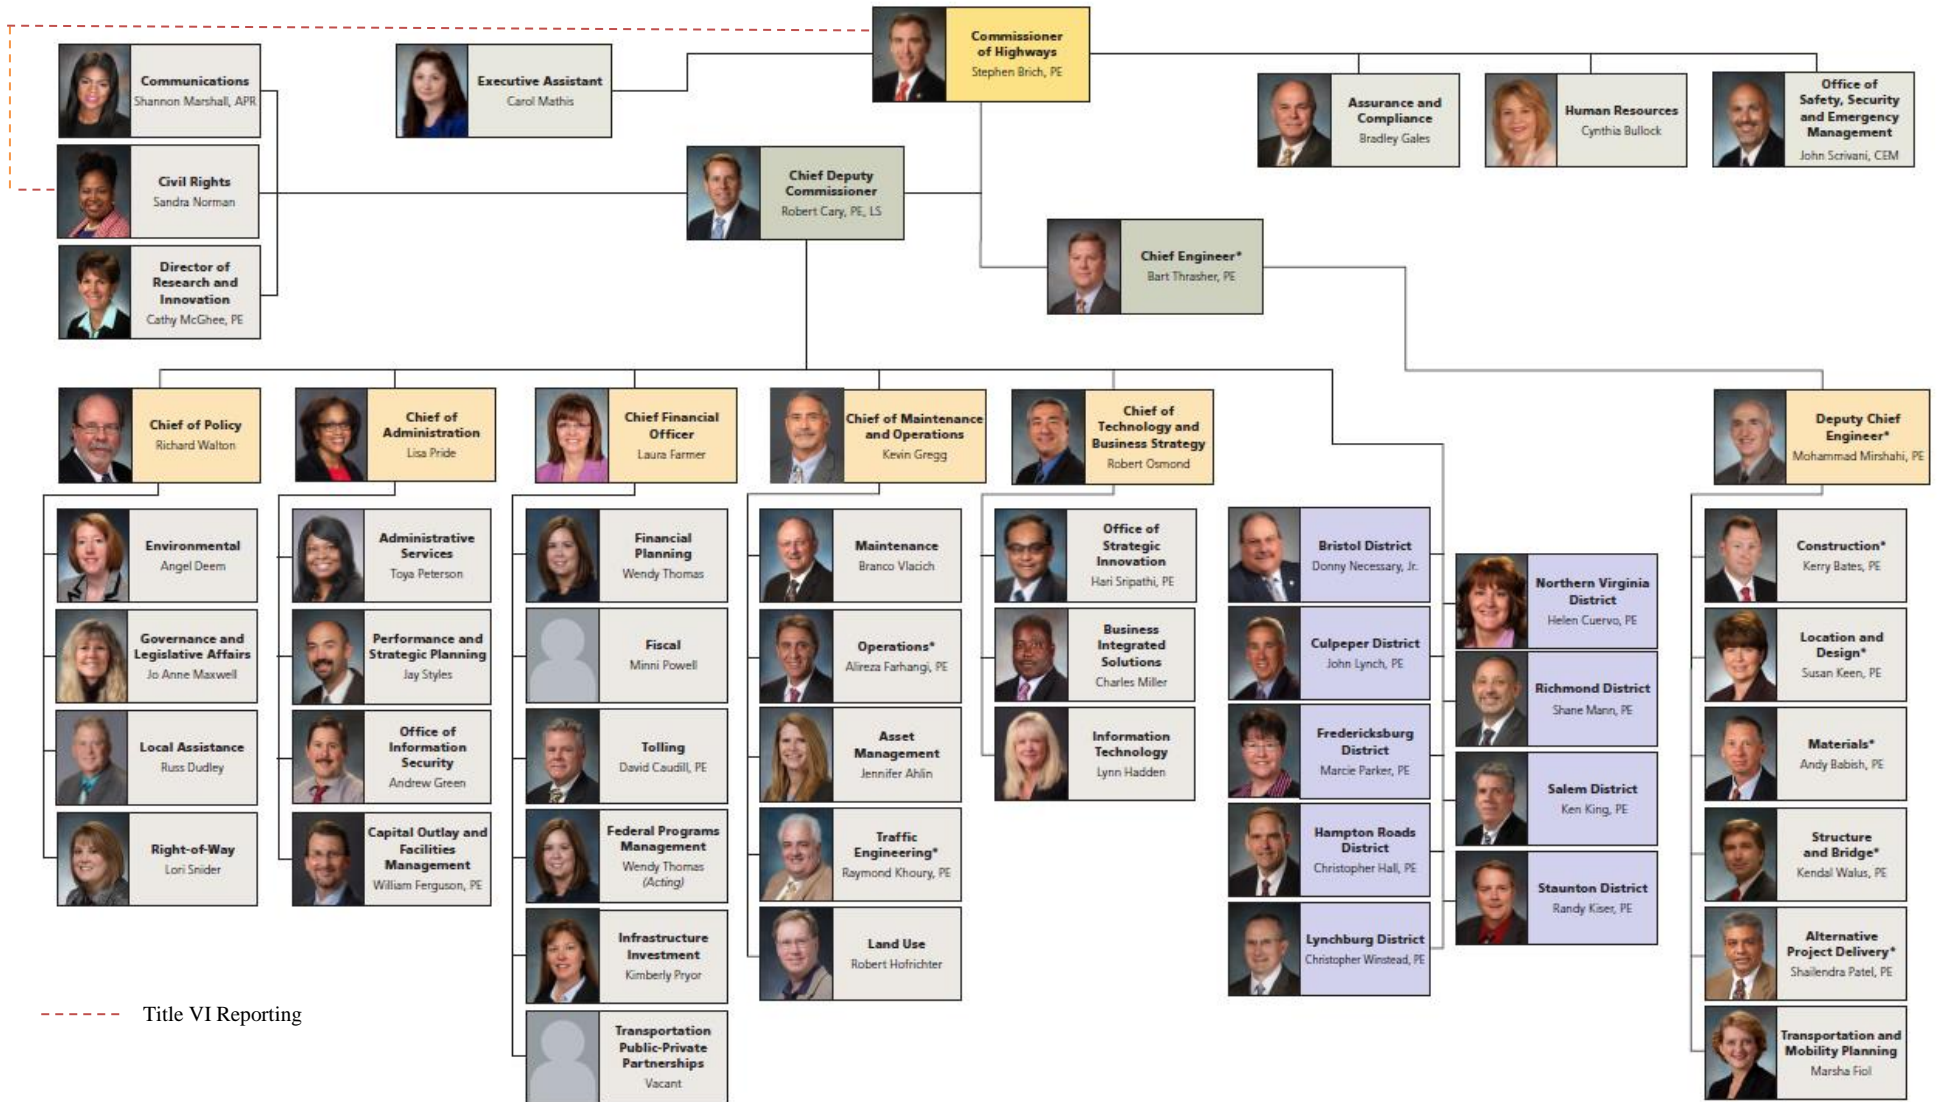 Commissioner
of Highways
Stephen Brich, PE
Communications
Shannon Marshall, APR
Executive Assistant
Carol Mathis
Assurance and
Compliance
Bradley Gales
Human Resources
Cynthia Bullock
Office of
Safety, Security
and Emergency
Management
John Scrivani, CEM
Civil Rights
Sandra Norman
Chief Deputy
Commissioner
Robert Cary, PE, LS
Director of
Research and
Innovation
Cathy McGhee, PE
Chief Engineer*
Bart Thrasher, PE
Chief of Policy
Richard Walton
Chief of
Administration
Lisa Pride
Chief Financial
Officer
Laura Farmer
Chief of Maintenance
and Operations
Kevin Gregg
Chief of
Technology and
Business Strategy
Robert Osmond
Deputy Chief
Engineer*
Mohammad Mirshahi, PE
Environmental
Angel Deem
Governance and
Legislative Affairs
Jo Anne Maxwell
Local Assistance
Russ Dudley
Right-of-Way
Lori Snider
Administrative
Services
Toya Peterson
Performance and
Strategic Planning
Jay Styles
Office of
Information
Security
Andrew Green
Capital Outlay and
Facilities
Management
William Ferguson, PE
Financial
Planning
Wendy Thomas
Fiscal
Minni Powell
Tolling
David Caudill, PE
Federal Programs
Management
Wendy Thomas
(Acting)
Infrastructure
Investment
Kimberly Pryor
Transportation
Public-Private
Partnerships
Vacant
Maintenance
Branco Vlacich
Operations*
Alireza Farhangi, PE
Asset
Management
Jennifer Ahlin
Traffic
Engineering*
Raymond Khoury, PE
Land Use
Robert Hofrichter
Office of
Strategic
Innovation
Hari Sripathi, PE
Business
Integrated
Solutions
Charles Miller
Information
Technology
Lynn Hadden
Bristol District
Donny Necessary, Jr.
Culpeper District
John Lynch, PE
Fredericksburg
District
Marcie Parker, PE
Hampton Roads
District
Christopher Hall, PE
Lynchburg District
Christopher Winstead, PE
Northern Virginia
District
Helen Cuervo, PE
Richmond District
Shane Mann, PE
Salem District
Ken King, PE
Staunton District
Randy Kiser, PE
Construction*
Kerry Bates, PE
Location and
Design*
Susan Keen, PE
Materials*
Andy Babish, PE
Structure
and Bridge*
Kendal Walus, PE
Alternative
Project Delivery*
Shailendra Patel, PE
Transportation and
Mobility Planning
Marsha Fiol
Title VI Reporting